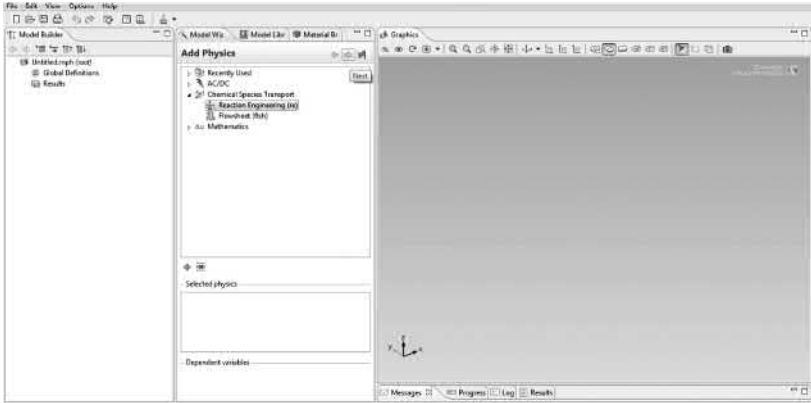 File Edit View Options Help
Model Builder
Untitled.mph (root)
Global Definitions
Results
Model Wiz
Model Libr
Material Br
Add Physics
Next
Recently Used
AC/DC
Chemical Species Transport
Reaction Engineering (re)
Flowsheet (flsh)
Δu Mathematics
Selected physics
Dependent variables
Graphics
y z x
Messages Progress Log Results